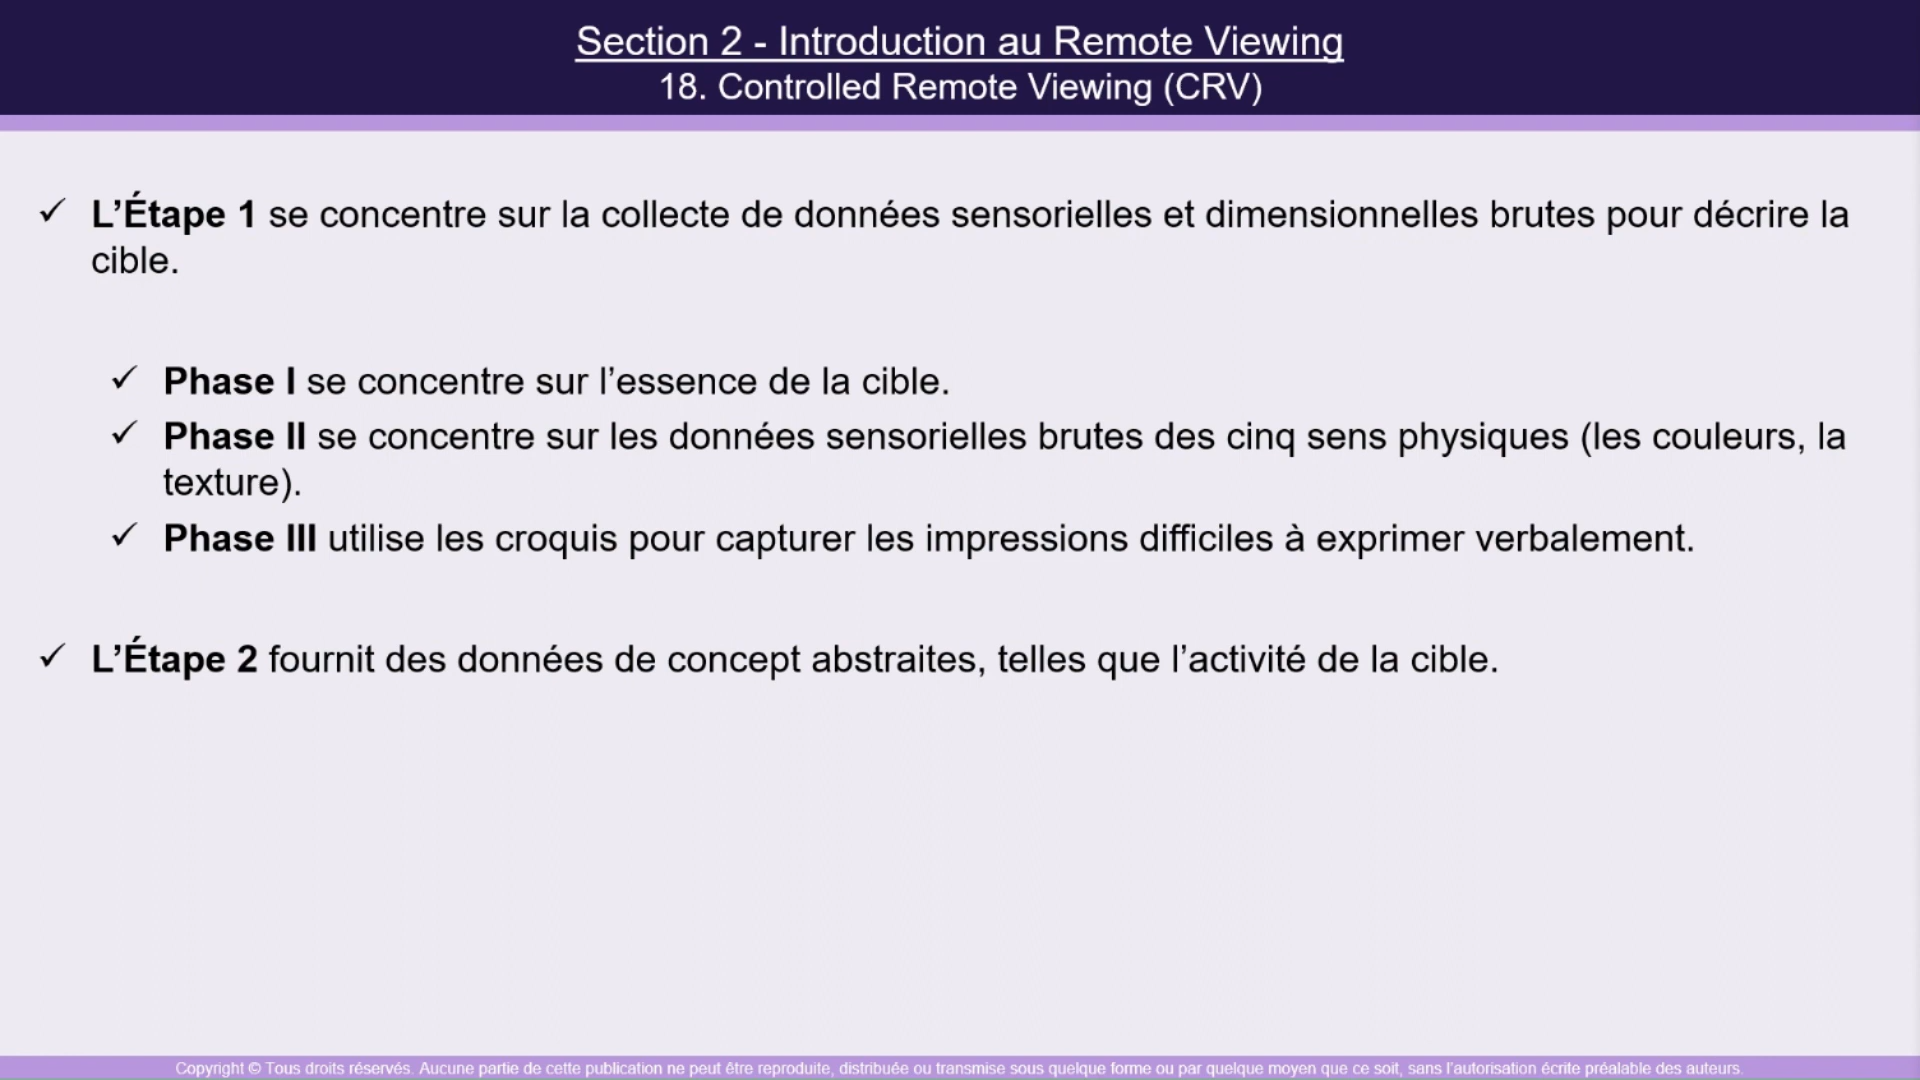 Section 2 - Introduction au Remote Viewing
18. Controlled Remote Viewing (CRV)
✓ L’Étape 1 se concentre sur la collecte de données sensorielles et dimensionnelles brutes pour décrire la
cible.
✓ Phase I se concentre sur l’essence de la cible.
✓ Phase II se concentre sur les données sensorielles brutes des cinq sens physiques (les couleurs, la
texture).
✓ Phase III utilise les croquis pour capturer les impressions difficiles à exprimer verbalement.
✓ L’Étape 2 fournit des données de concept abstraites, telles que l’activité de la cible.
Copyright © Tous droits réservés. Aucune partie de cette publication ne peut être reproduite, distribuée ou transmise sous quelque forme ou par quelque moyen que ce soit, sans l’autorisation écrite préalable des auteurs.